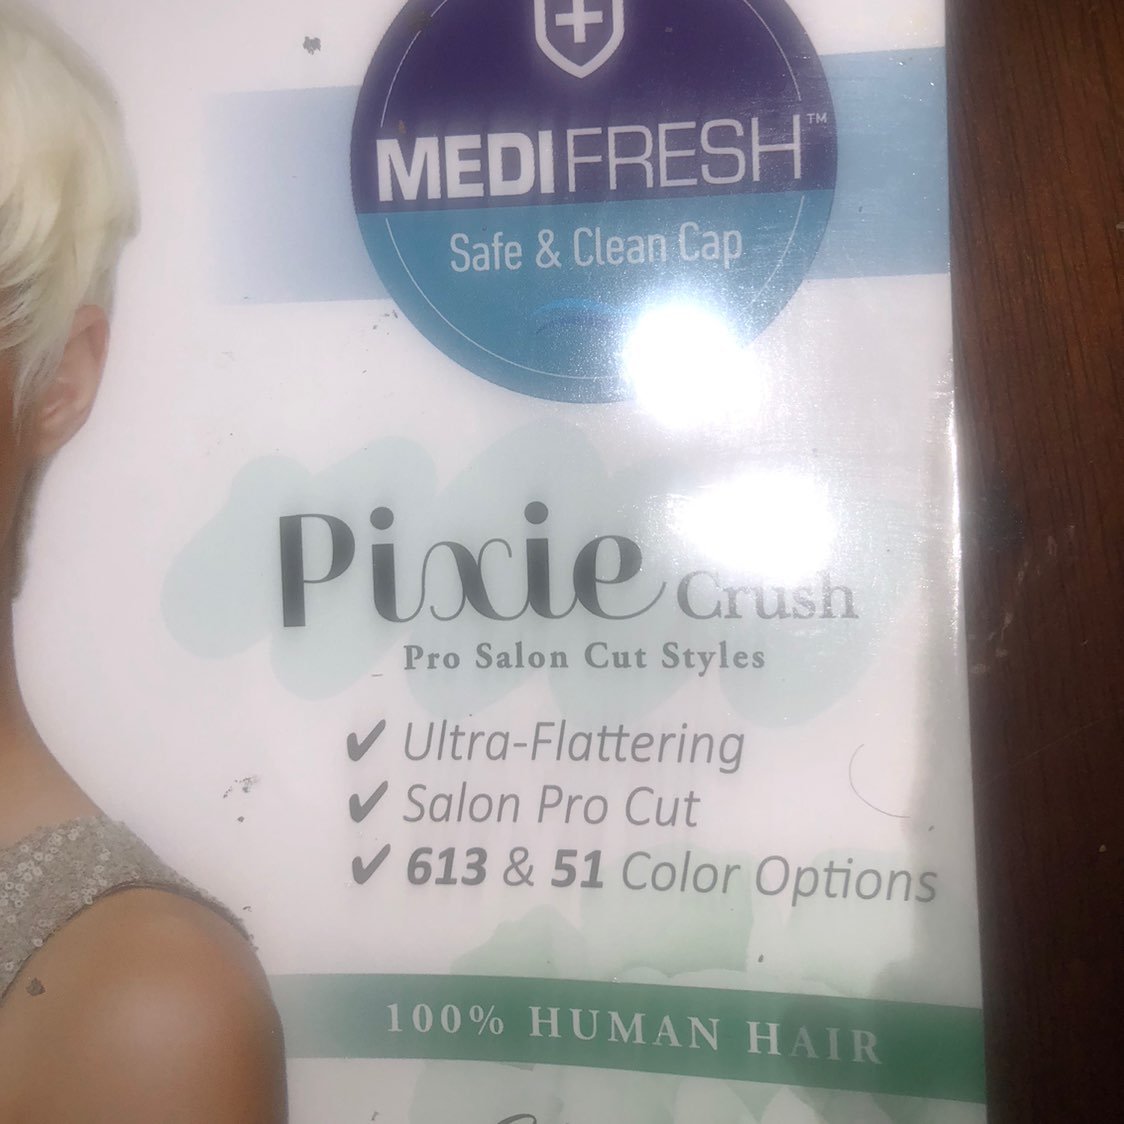 MEDIFRESH™
Safe & Clean Cap
Pixie Crush
Pro Salon Cut Styles
✔ Ultra-Flattering
✔ Salon Pro Cut
✔ 613 & 51 Color Options
100% HUMAN HAIR